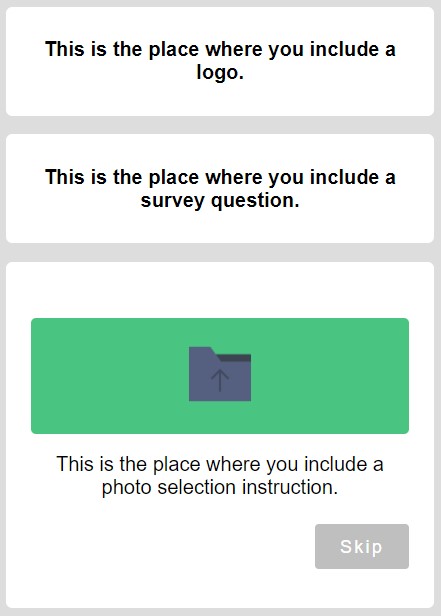 This is the place where you include a
logo.
This is the place where you include a
survey question.
This is the place where you include a
photo selection instruction.
Skip